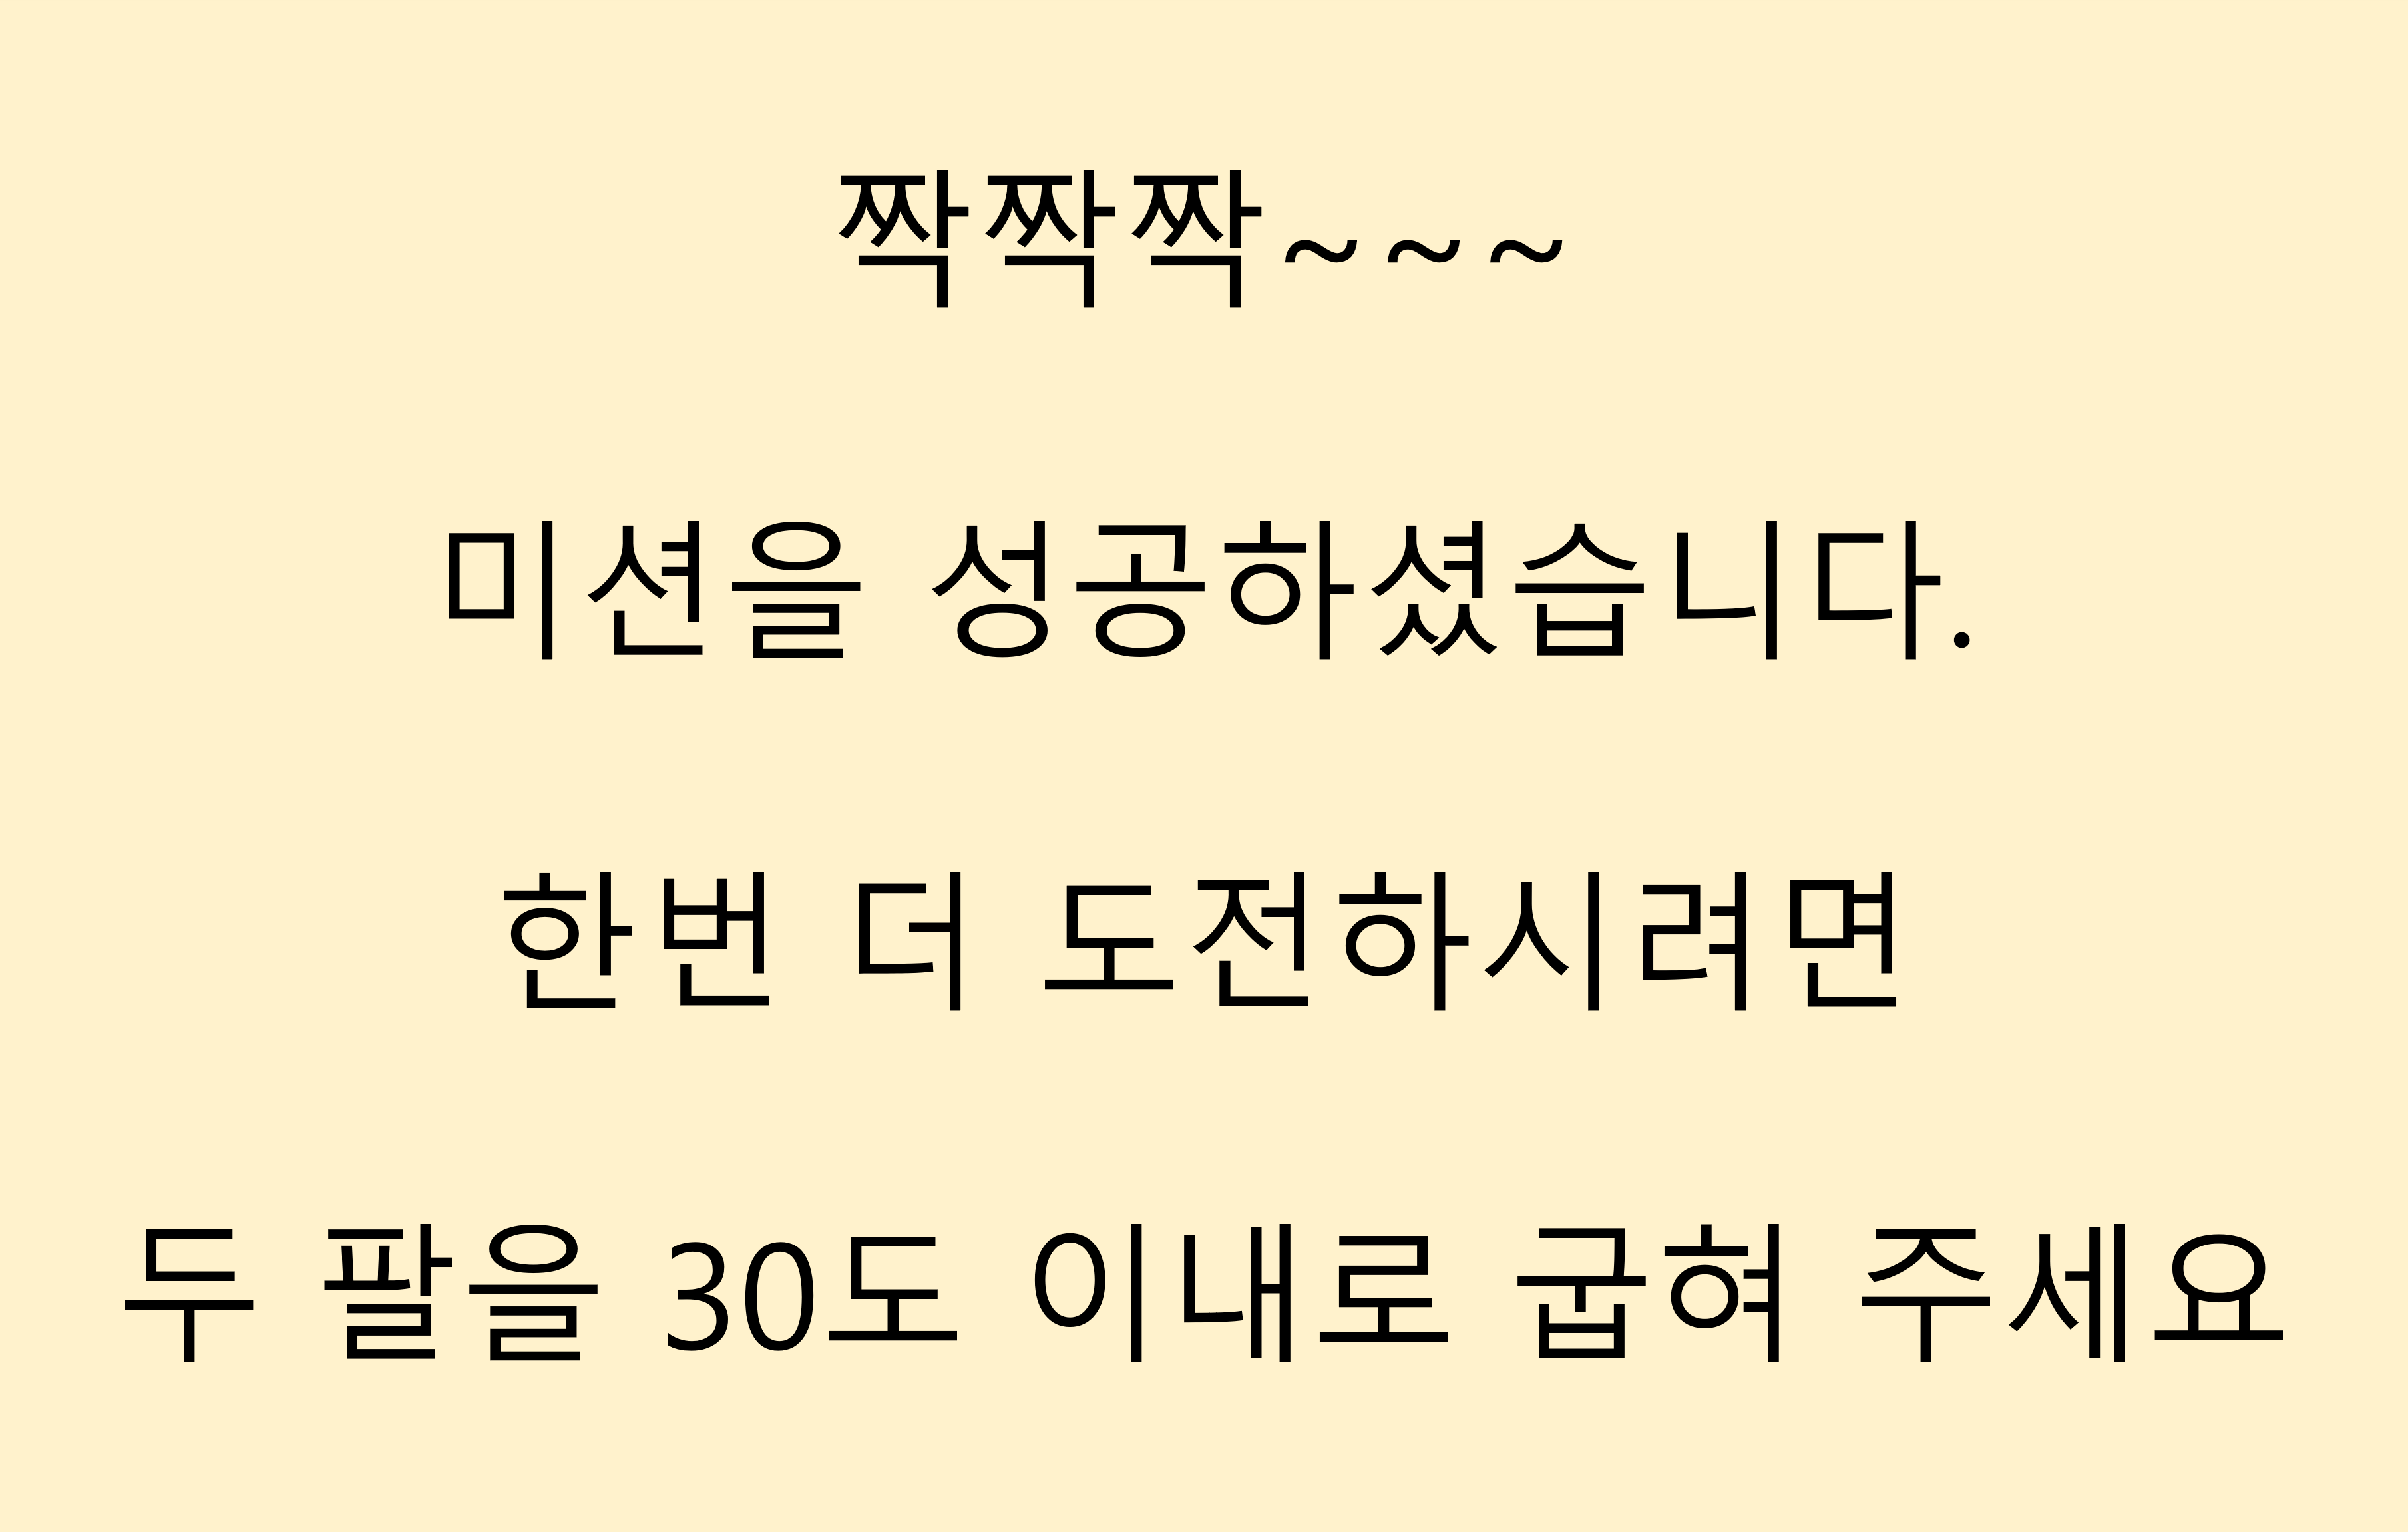 짝짝짝~~~
미션을 성공하셨습니다.
한번 더 도전하시려면
두 팔을 30도 이내로 굽혀 주세요